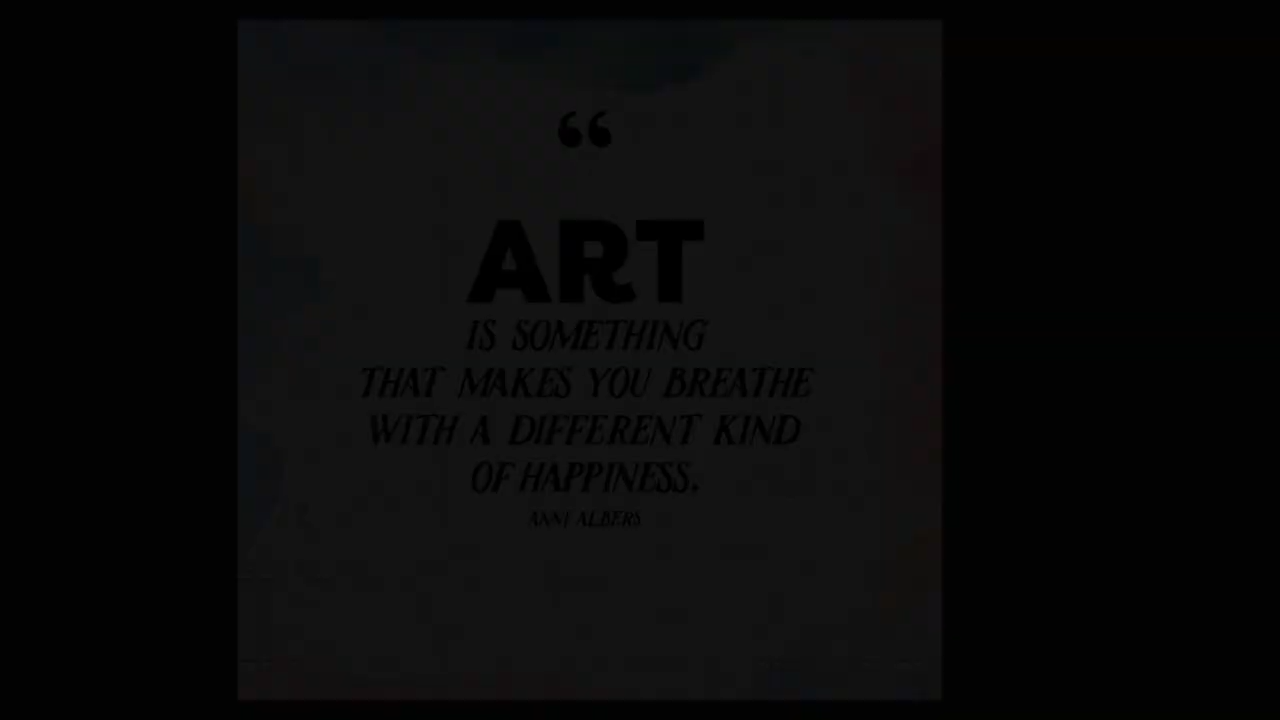 “
ART
IS SOMETHING
THAT MAKES YOU BREATHE
WITH A DIFFERENT KIND
OF HAPPINESS.
ANNI ALBERS